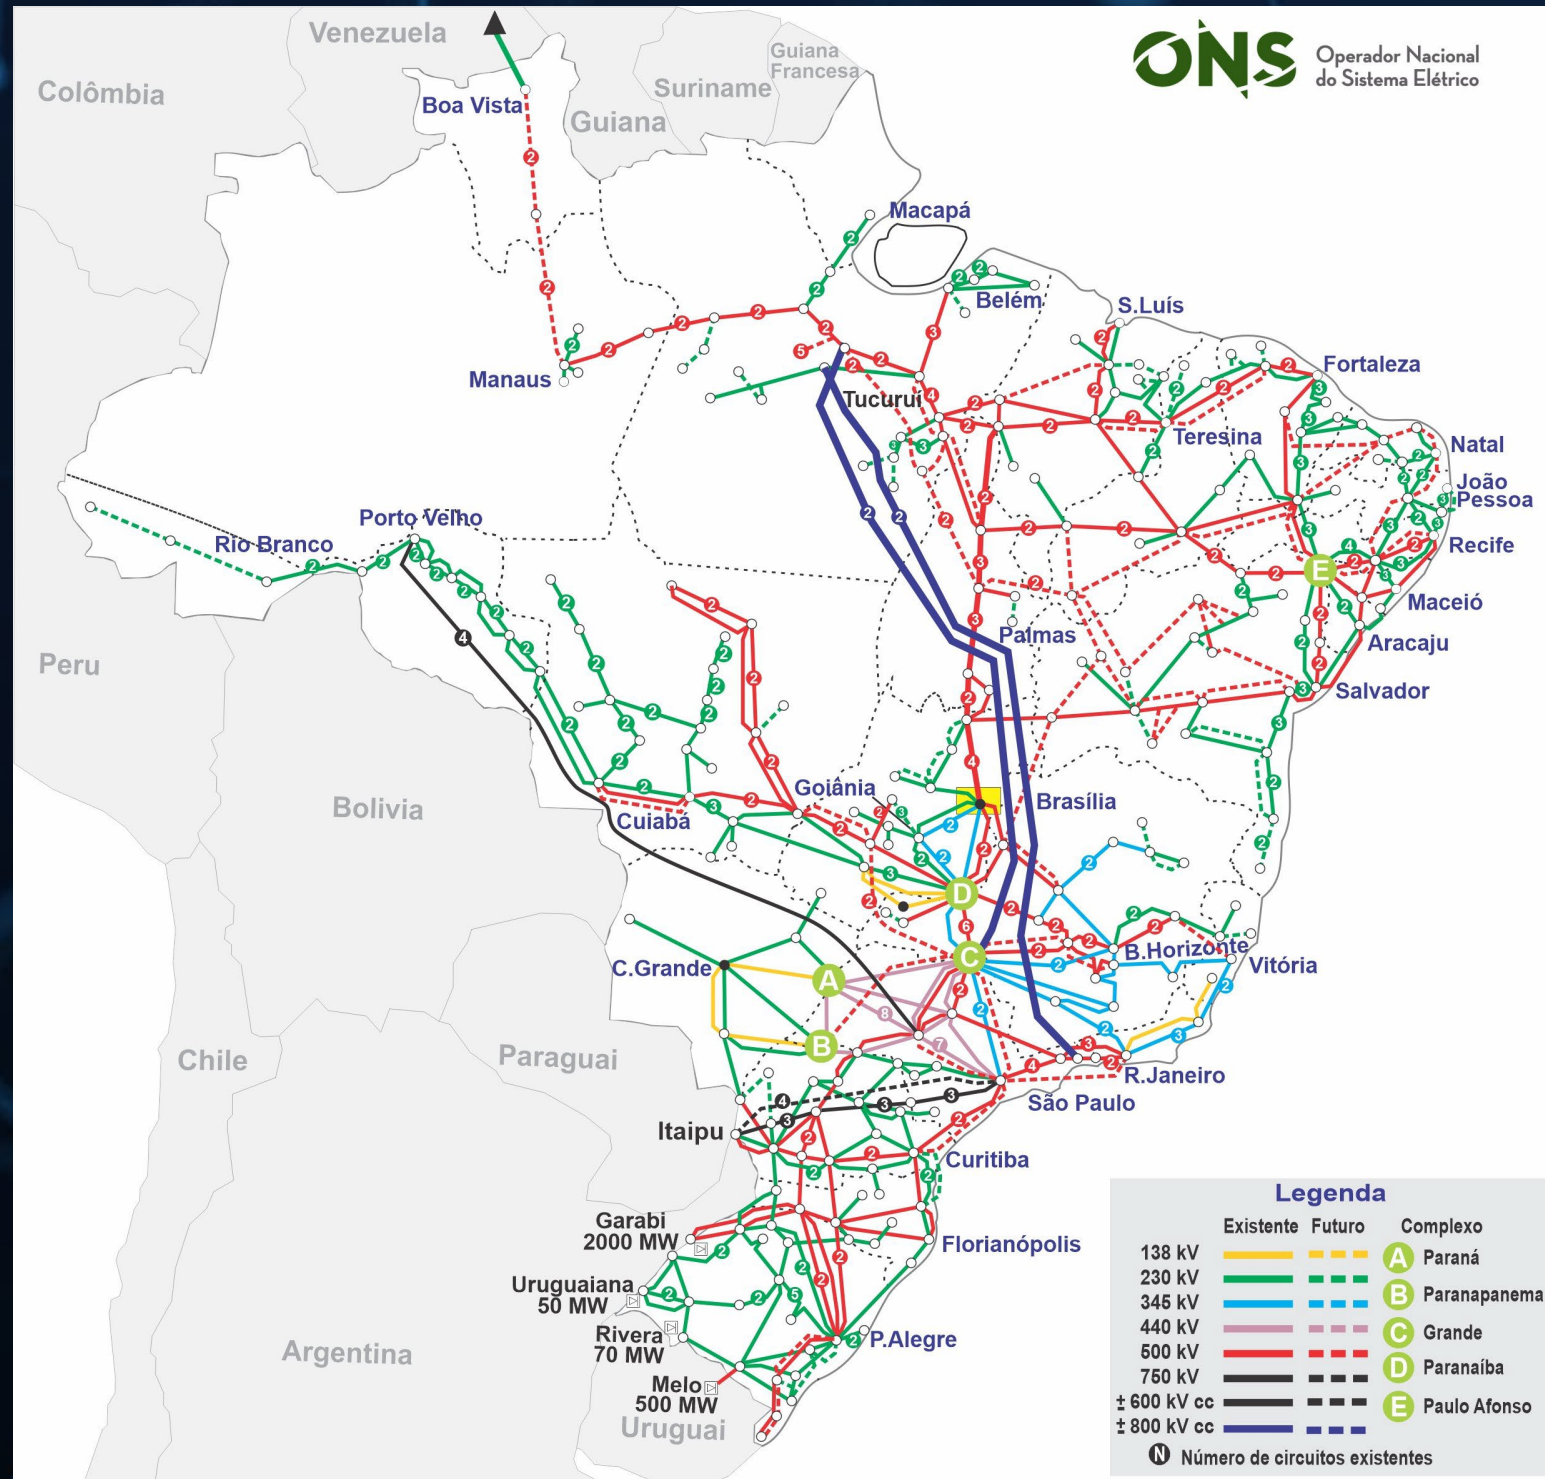 ONS
Operador Nacional
do Sistema Elétrico
Venezuela
Colômbia
Guiana
Francesa
Suriname
Guiana
Boa Vista
Macapá
Belém
S.Luís
Manaus
Fortaleza
Tucuruí
Teresina
Natal
João
Pessoa
Porto Velho
Rio Branco
Recife
Maceió
Palmas
Aracaju
Peru
Salvador
Goiânia
Brasília
Bolivia
Cuiabá
D
C.Grande
A
C
B.Horizonte
Vitória
B
E
Chile
Paraguai
R.Janeiro
São Paulo
Itaipu
Curitiba
Garabi
2000 MW
Florianópolis
Uruguaiana
50 MW
Rivera
70 MW
P.Alegre
Argentina
Melo
500 MW
Uruguai
Legenda
Existente Futuro Complexo
138 kV A Paraná
230 kV
345 kV B Paranapanema
440 kV C Grande
500 kV
750 kV D Paranaíba
± 600 kV cc E Paulo Afonso
± 800 kV cc
N Número de circuitos existentes